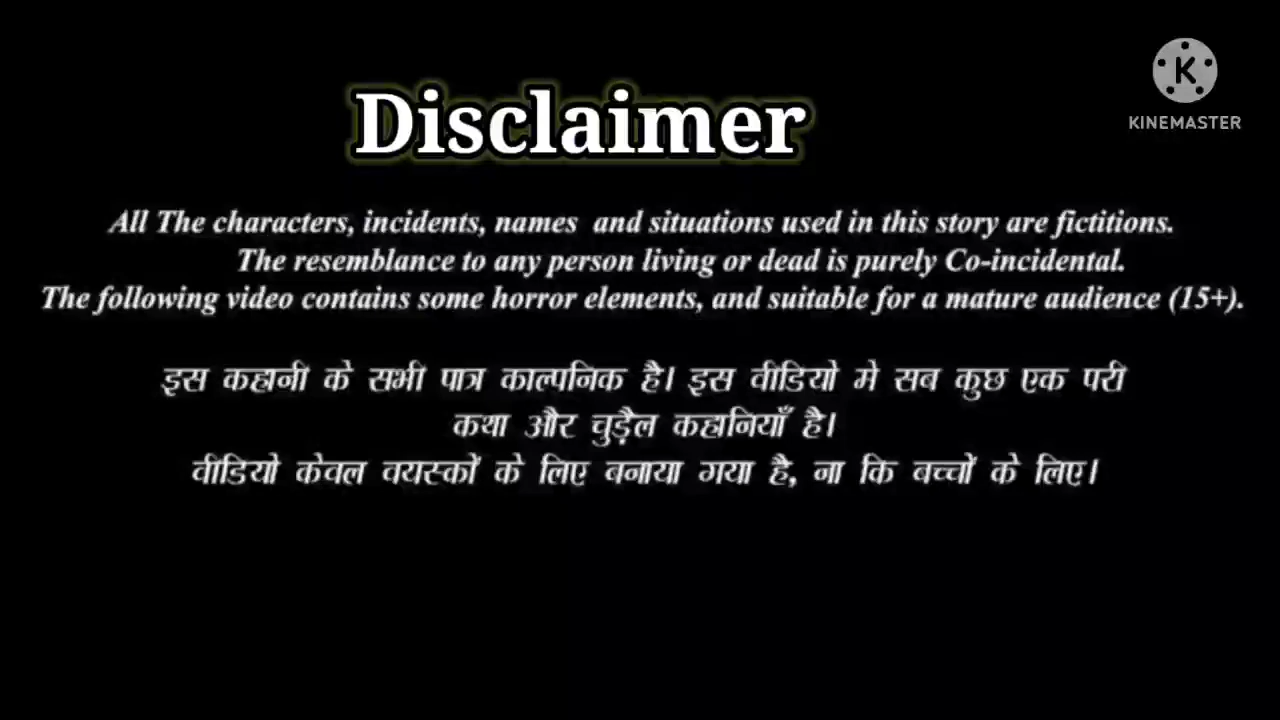 Disclaimer
KINEMASTER
All The characters, incidents, names and situations used in this story are fictitions.
The resemblance to any person living or dead is purely Co-incidental.
The following video contains some horror elements, and suitable for a mature audience (15+).
इस कहानी के सभी पात्र काल्पनिक है। इस वीडियो मे सब कुछ एक परी
कथा और चुड़ैल कहानियाँ है।
वीडियो केवल वयस्कों के लिए बनाया गया है, ना कि बच्चों के लिए।